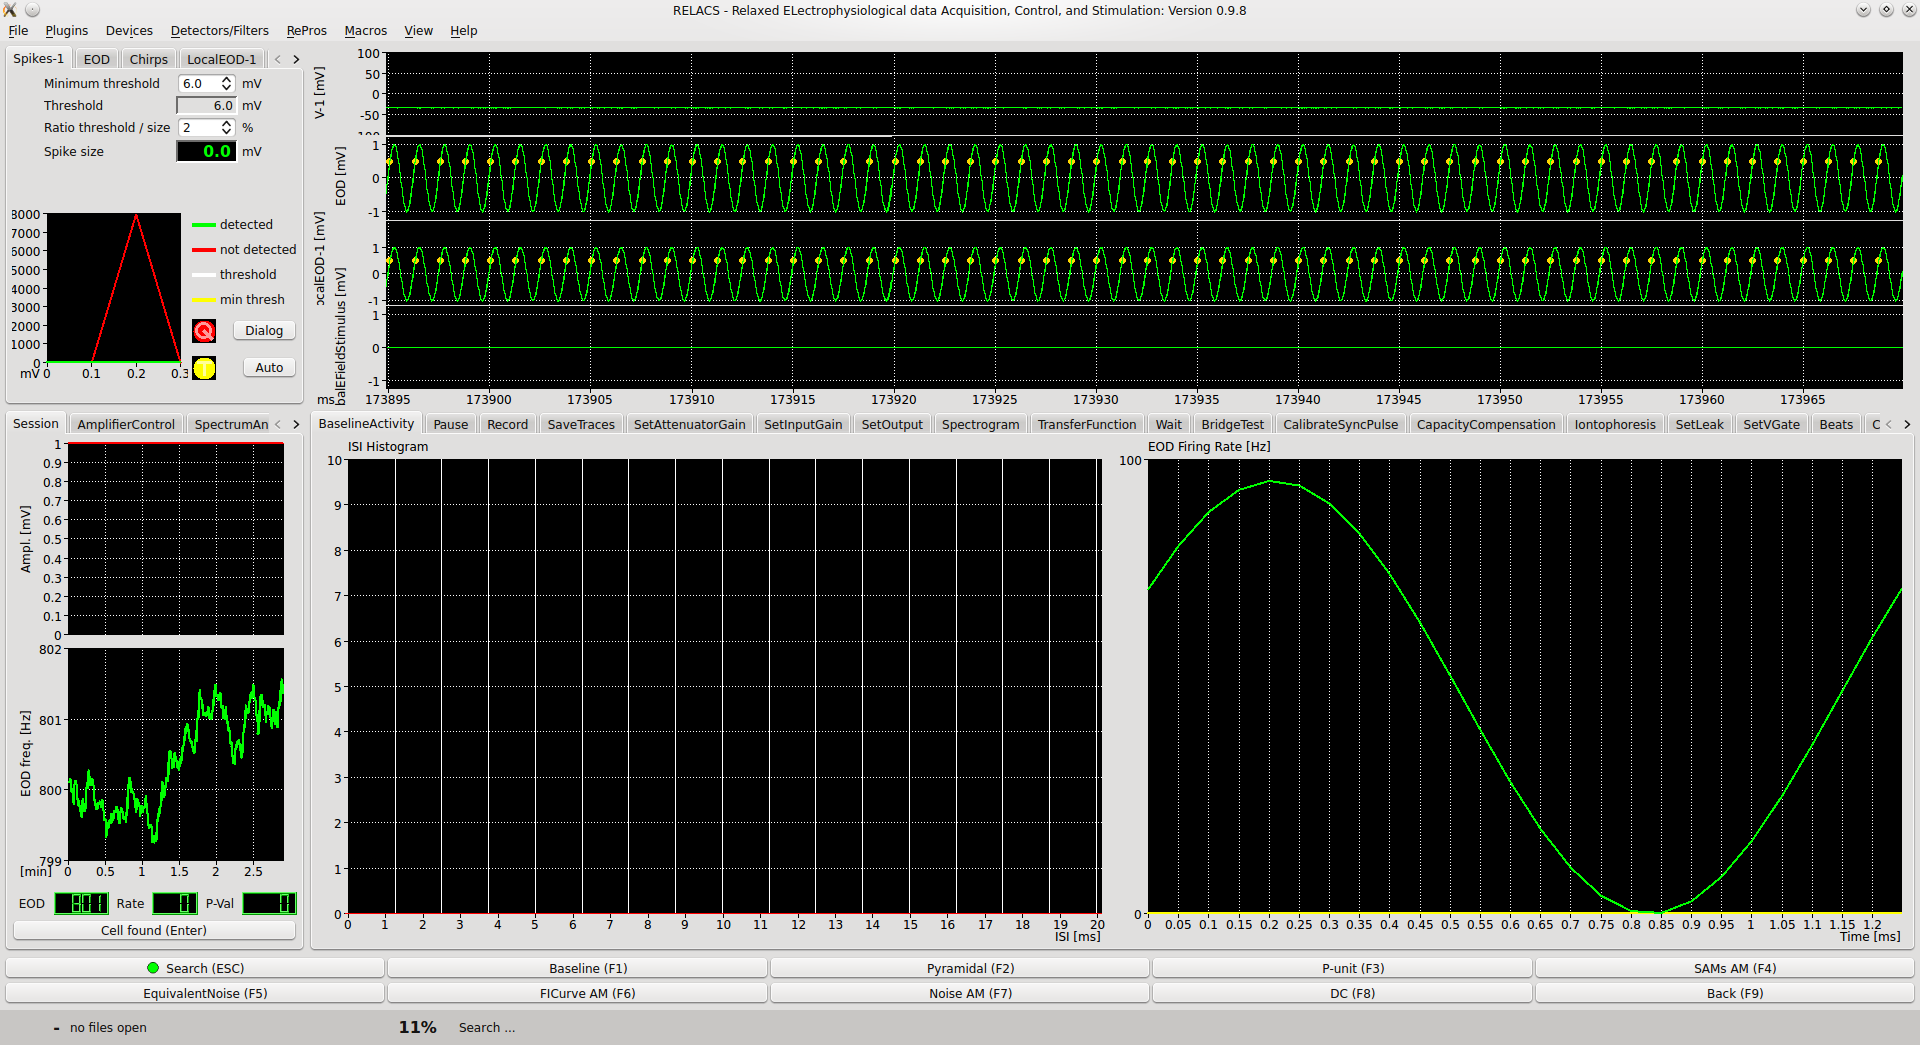 RELACS - Relaxed ELectrophysiological data Acquisition, Control, and Stimulation: Version 0.9.8
File Plugins Devices Detectors/Filters RePros Macros View Help
Spikes-1 EOD Chirps LocalEOD-1
Minimum threshold 6.0 mV
Threshold 6.0 mV
Ratio threshold / size 2 %
Spike size 0.0 mV
8000
7000
6000
5000
4000
3000
2000
1000
0
mV 0 0.1 0.2 0.3
detected
not detected
threshold
min thresh
Dialog
Auto
V-1 [mV]
100
50
0
-50
EOD [mV]
1
0
-1
ocalEOD-1 [mV]
1
0
-1
balEFieldStimulus [mV]
1
0
-1
ms 173895 173900 173905 173910 173915 173920 173925 173930 173935 173940 173945 173950 173955 173960 173965
Session AmplifierControl SpectrumAn
Ampl. [mV]
1
0.9
0.8
0.7
0.6
0.5
0.4
0.3
0.2
0.1
0
EOD freq. [Hz]
802
801
800
799
[min] 0 0.5 1 1.5 2 2.5
EOD 801 Rate 0 P-Val 0
Cell found (Enter)
BaselineActivity Pause Record SaveTraces SetAttenuatorGain SetInputGain SetOutput Spectrogram TransferFunction Wait BridgeTest CalibrateSyncPulse CapacityCompensation Iontophoresis SetLeak SetVGate Beats
ISI Histogram
10
9
8
7
6
5
4
3
2
1
0
0 1 2 3 4 5 6 7 8 9 10 11 12 13 14 15 16 17 18 19 20
ISI [ms]
EOD Firing Rate [Hz]
100
0
0 0.05 0.1 0.15 0.2 0.25 0.3 0.35 0.4 0.45 0.5 0.55 0.6 0.65 0.7 0.75 0.8 0.85 0.9 0.95 1 1.05 1.1 1.15 1.2
Time [ms]
Search (ESC) Baseline (F1) Pyramidal (F2) P-unit (F3) SAMs AM (F4)
EquivalentNoise (F5) FICurve AM (F6) Noise AM (F7) DC (F8) Back (F9)
- no files open 11% Search ...